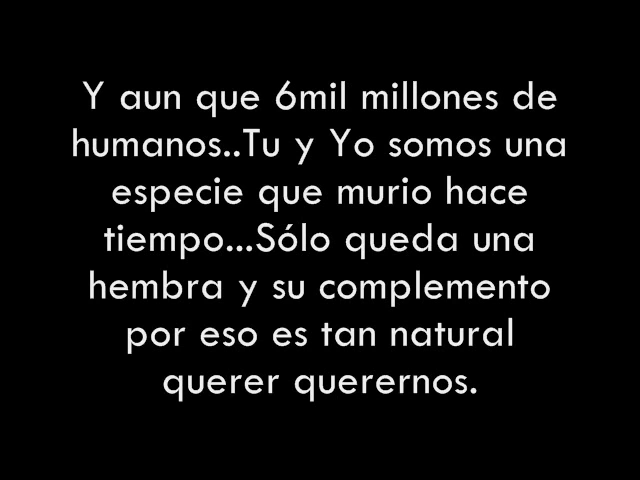 Y aun que 6mil millones de
humanos..Tu y Yo somos una
especie que murio hace
tiempo...Sólo queda una
hembra y su complemento
por eso es tan natural
querer querernos.